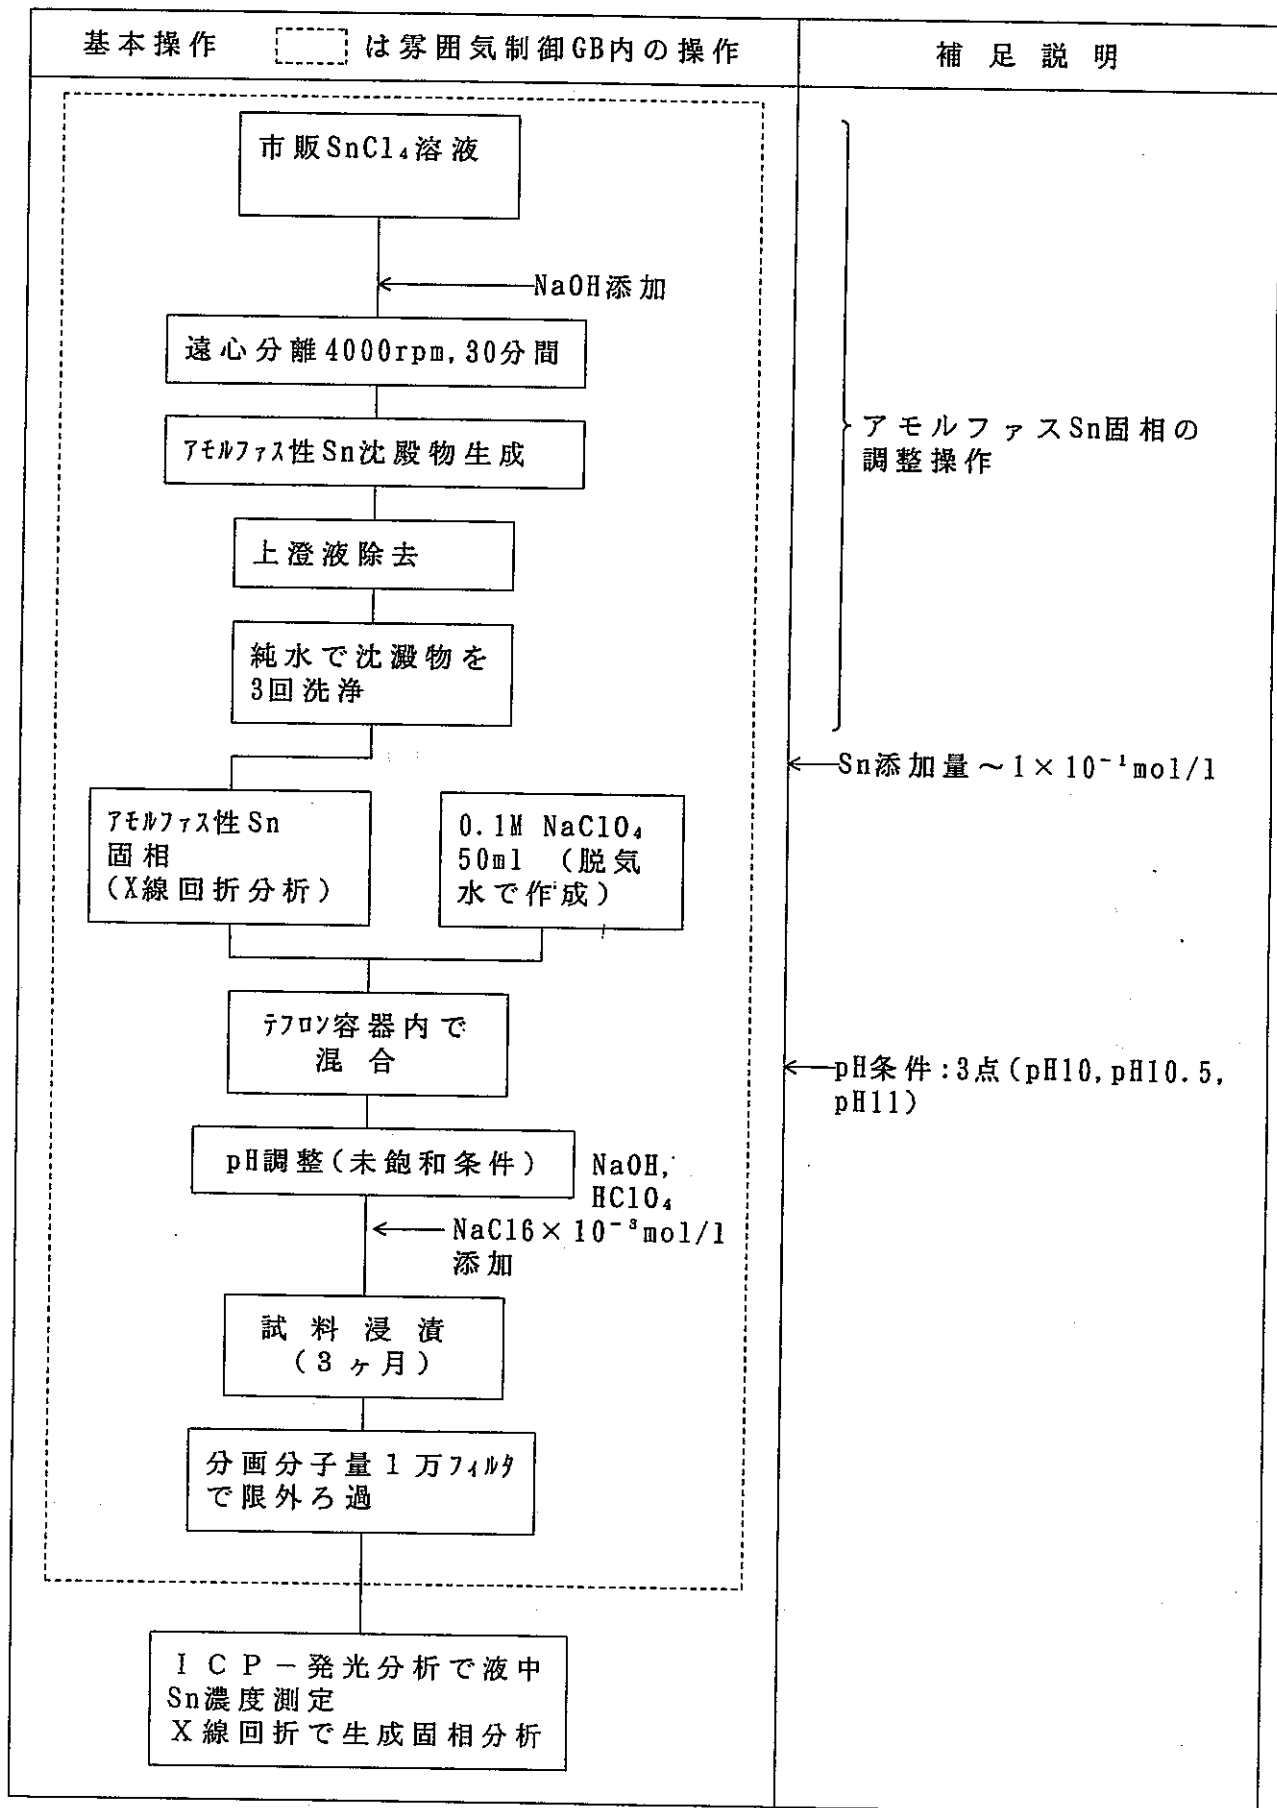 基本操作 は雰囲気制御GB内の操作
補足説明
市販SnCl₄溶液
NaOH添加
遠心分離4000rpm,30分間
アモルファス性Sn沈殿物生成
上澄液除去
純水で沈澱物を
3回洗浄
アモルファスSn固相の
調整操作
Sn添加量～1×10⁻¹mol/l
アモルファス性Sn
固相
(X線回折分析)
0.1M NaClO₄
50ml (脱気
水で作成)
テフロン容器内で
混合
pH条件:3点(pH10,pH10.5,
pH11)
pH調整(未飽和条件)
NaOH,
HClO₄
NaCl6×10⁻³mol/l
添加
試料浸漬
(3ヶ月)
分画分子量1万フィルタ
で限外ろ過
ICP-発光分析で液中
Sn濃度測定
X線回折で生成固相分析